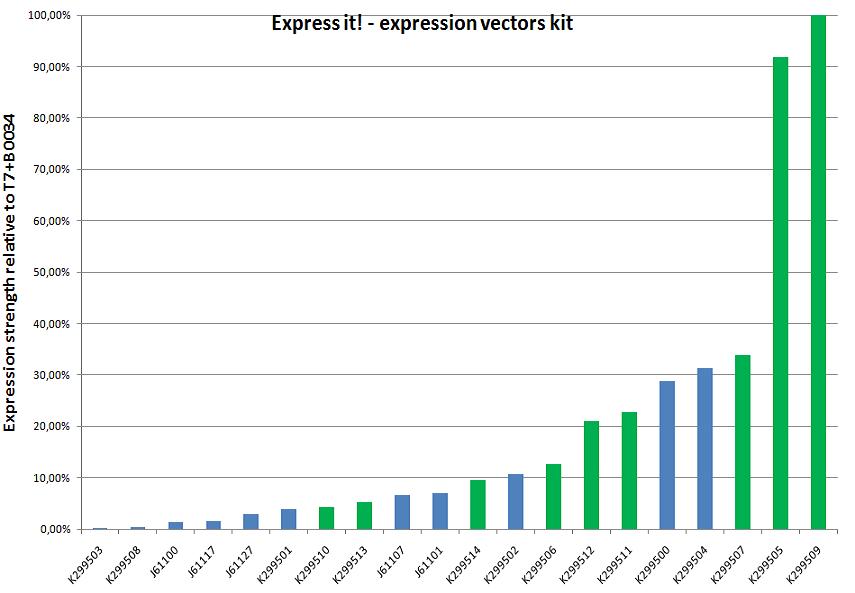 Express it! - expression vectors kit
Expression strength relative to T7+B0034
100,00%
90,00%
80,00%
70,00%
60,00%
50,00%
40,00%
30,00%
20,00%
10,00%
0,00%
K299503
K299508
J61100
J61117
J61127
K299501
K299510
K299513
J61107
J61101
K299514
K299502
K299506
K299512
K299511
K299500
K299504
K299507
K299505
K299509